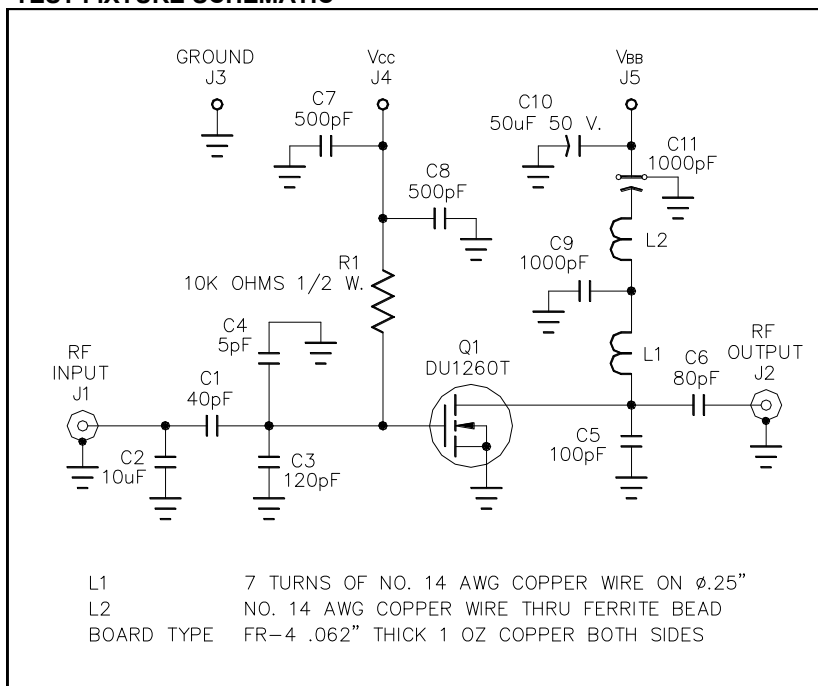 TEST FIXTURE SCHEMATIC
GROUND
J3
VCC
J4
VBB
J5
C7
500pF
C10
50uF 50 V.
C11
1000pF
C8
500pF
L2
C9
1000pF
R1
10K OHMS 1/2 W.
C4
5pF
L1
RF
INPUT
J1
C1
40pF
Q1
DU1260T
C6
80pF
RF
OUTPUT
J2
C2
10uF
C3
120pF
C5
100pF
L1 7 TURNS OF NO. 14 AWG COPPER WIRE ON ø.25"
L2 NO. 14 AWG COPPER WIRE THRU FERRITE BEAD
BOARD TYPE FR-4 .062" THICK 1 OZ COPPER BOTH SIDES